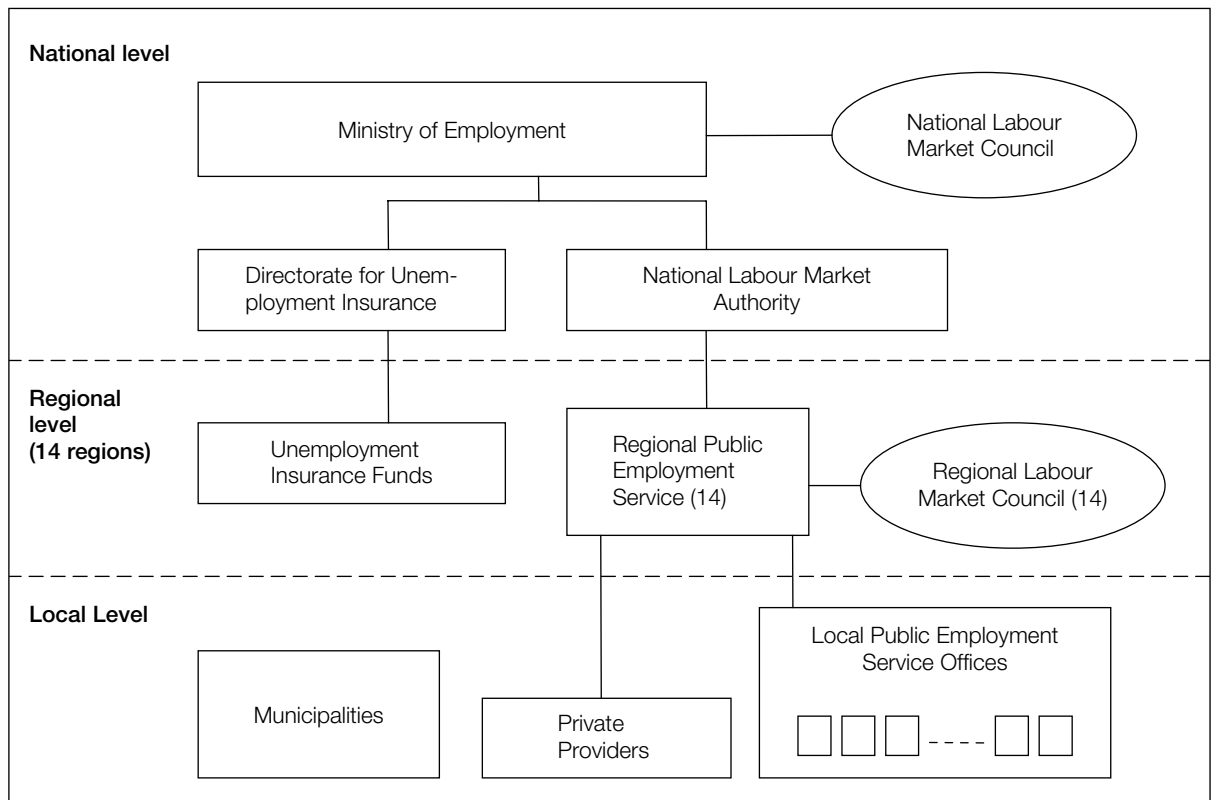 National level
Ministry of Employment
National Labour
Market Council
Directorate for Unem-
ployment Insurance
National Labour Market
Authority
Regional
level
(14 regions)
Unemployment
Insurance Funds
Regional Public
Employment
Service (14)
Regional Labour
Market Council (14)
Local Level
Municipalities
Private
Providers
Local Public Employment
Service Offices